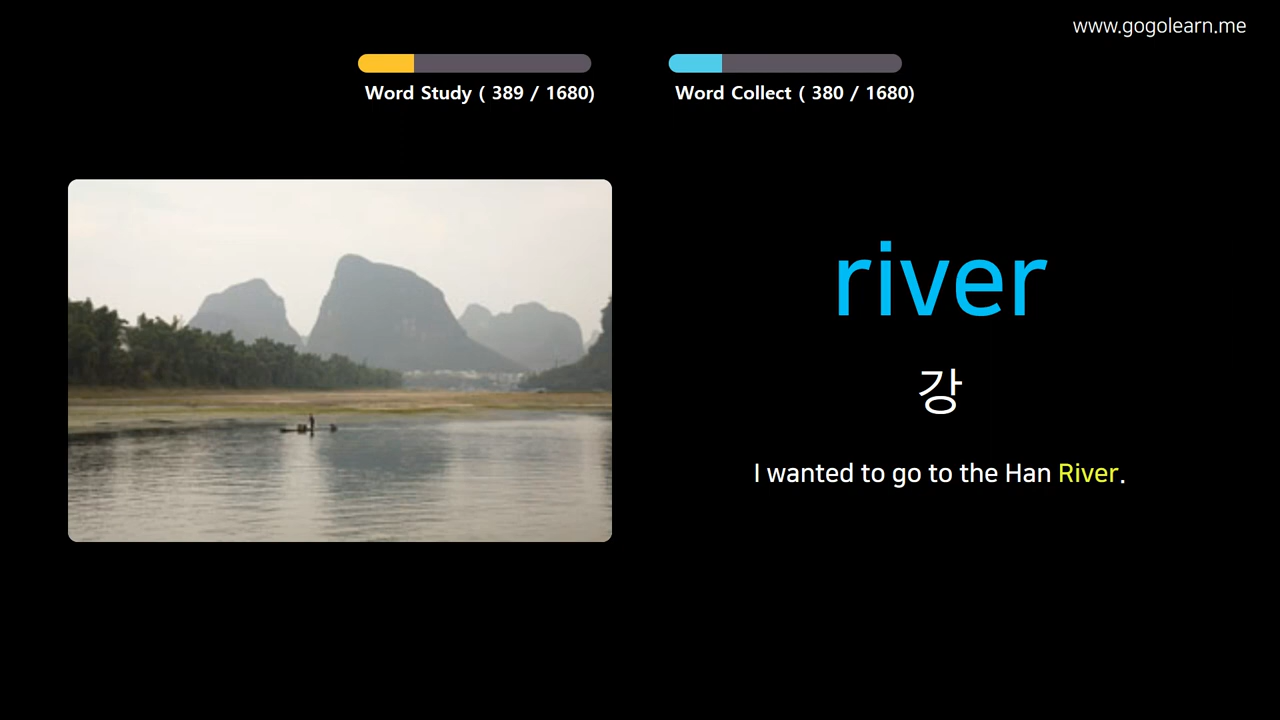 www.gogolearn.me
Word Study ( 389 / 1680)
Word Collect ( 380 / 1680)
river
강
I wanted to go to the Han River.